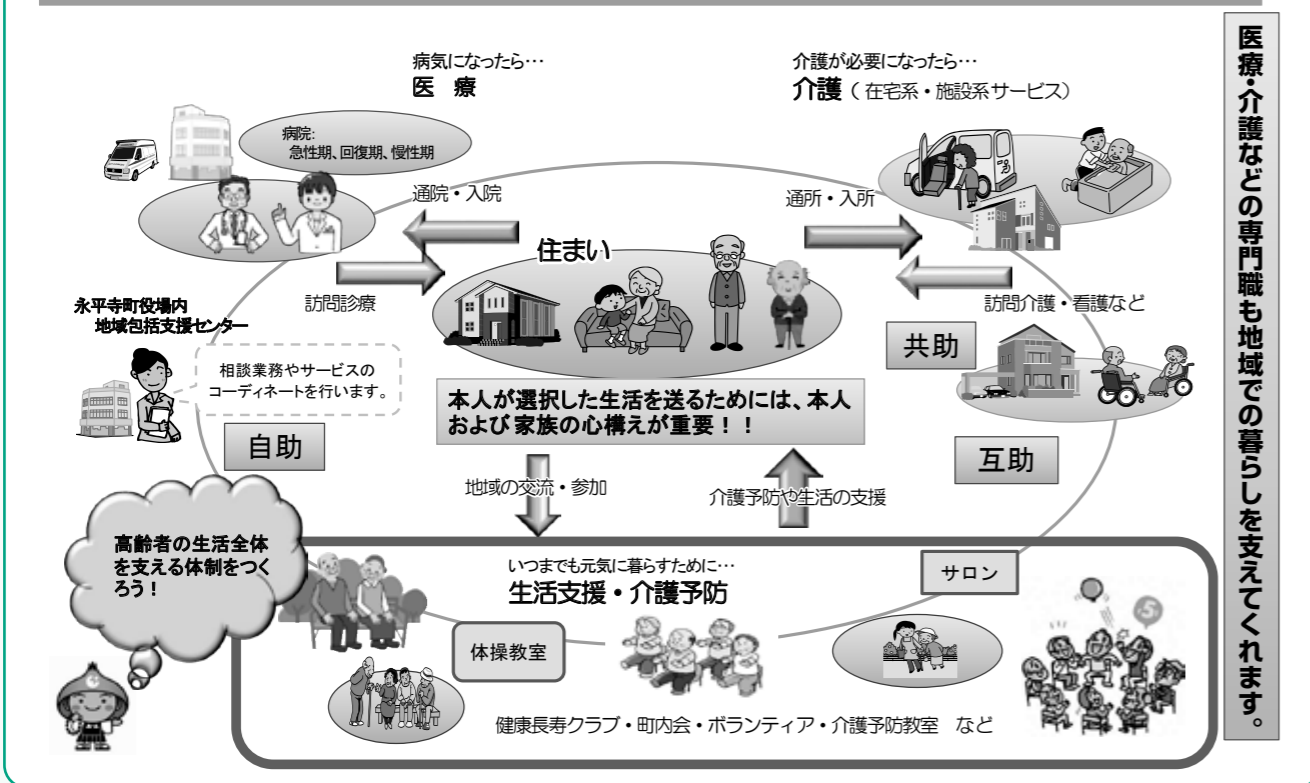 病気になったら…
医 療
介護が必要になったら…
介護（在宅系・施設系サービス）
病院：
急性期、回復期、慢性期
通院・入院
通所・入所
住まい
訪問診療
訪問介護・看護など
永平寺町役場内
地域包括支援センター
相談業務やサービスの
コーディネートを行います。
共助
本人が選択した生活を送るためには、本人
および家族の心構えが重要！！
自助
互助
地域の交流・参加
介護予防や生活の支援
高齢者の生活全体
を支える体制をつく
ろう！
いつまでも元気に暮らすために…
生活支援・介護予防
サロン
体操教室
健康長寿クラブ・町内会・ボランティア・介護予防教室 など
医療・介護などの専門職も地域での暮らしを支えてくれます。